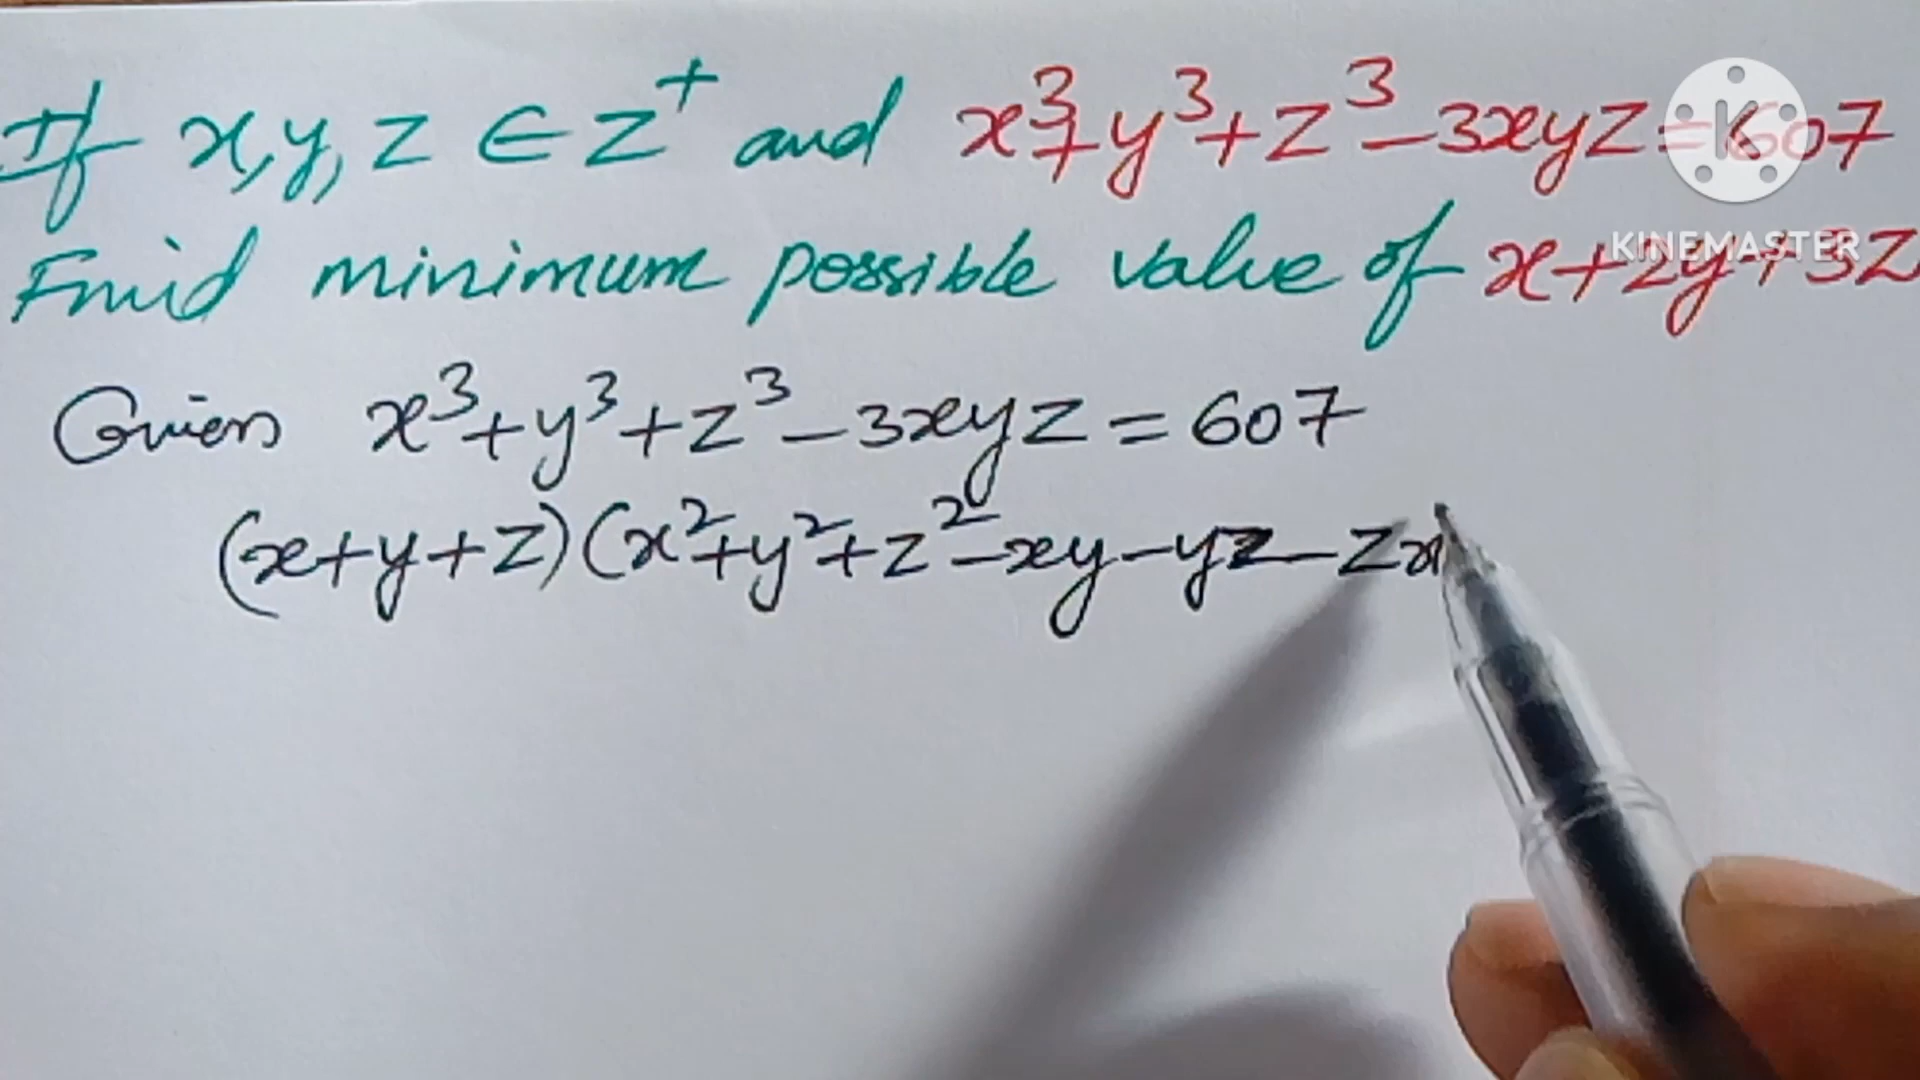 If x, y, z ∈ Z⁺ and x³+y³+z³-3xyz=607
K
KINEMASTER
Find minimum possible value of x+2y+3z
Given x³+y³+z³-3xyz=607
(x+y+z)(x²+y²+z²-xy-yz-zx